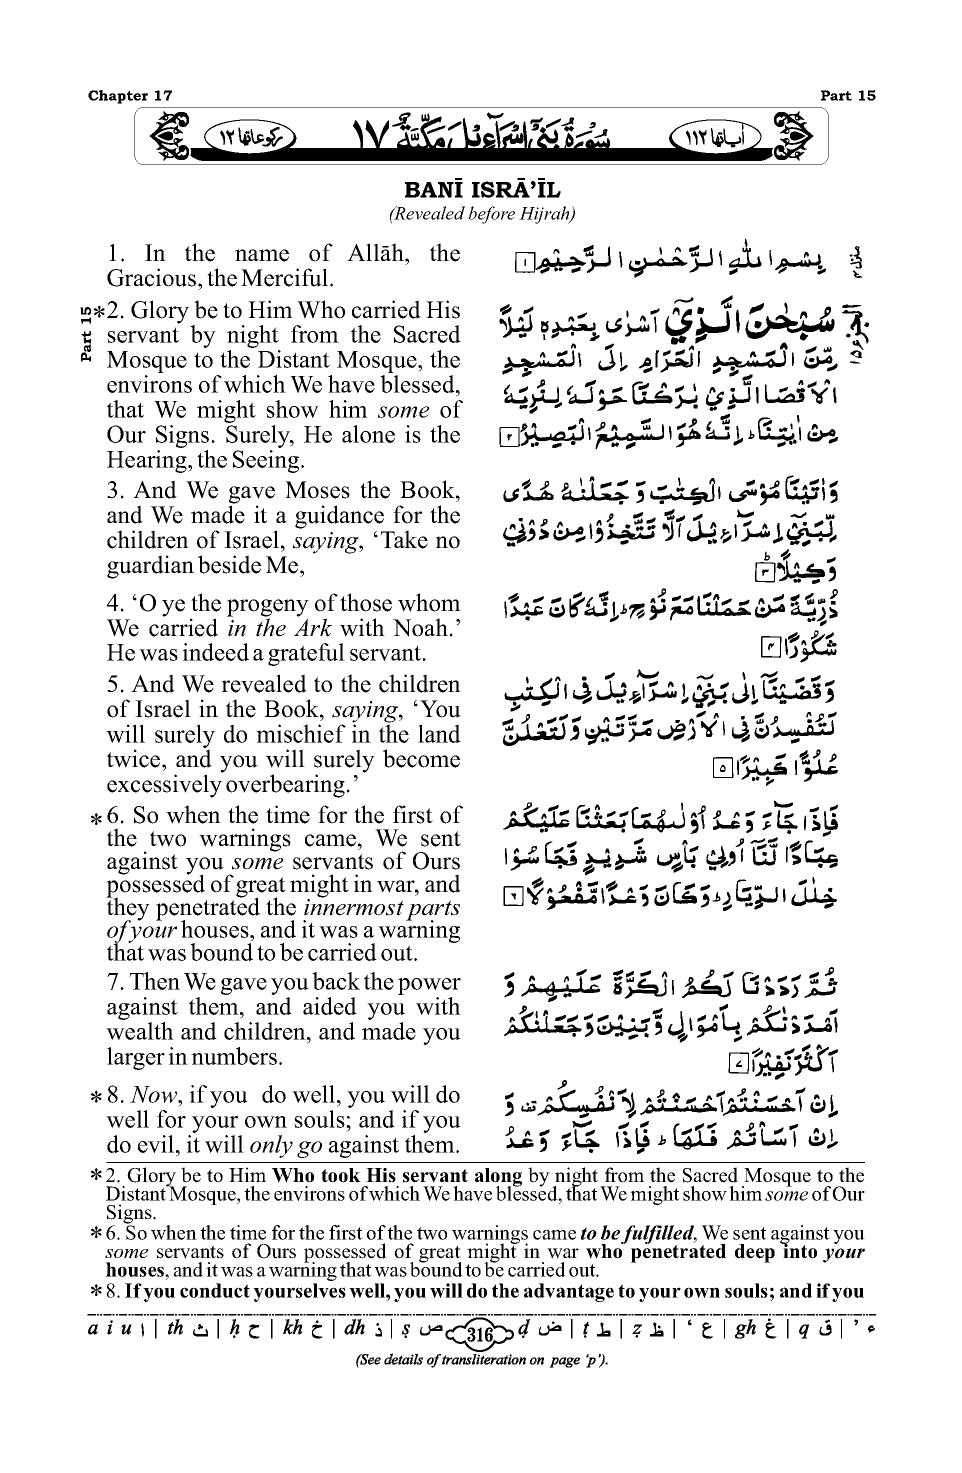 Chapter 17
Part 15
اٰياتها ١١٢
سُوْرَةُ بَنِيْٓ اِسْرَآءِيْلَ مَكِّيَّةٌ ١٧
ركوعاتها ١٢
BANĪ ISRĀ’ĪL
(Revealed before Hijrah)
1. In the name of Allāh, the
Gracious, the Merciful.
بِسْمِ اللّٰهِ الرَّحْمٰنِ الرَّحِيْمِ ١
Part 15
*2. Glory be to Him Who carried His
servant by night from the Sacred
Mosque to the Distant Mosque, the
environs of which We have blessed,
that We might show him some of
Our Signs. Surely, He alone is the
Hearing, the Seeing.
سُبْحٰنَ الَّذِيْٓ اَسْرٰى بِعَبْدِهٖ لَيْلًا
مِّنَ الْمَسْجِدِ الْحَرَامِ اِلَى الْمَسْجِدِ
الْاَقْصَا الَّذِيْ بٰرَكْنَا حَوْلَهٗ لِنُرِيَهٗ
مِنْ اٰيٰتِنَا ؕ اِنَّهٗ هُوَ السَّمِيْعُ الْبَصِيْرُ ٢
3. And We gave Moses the Book,
and We made it a guidance for the
children of Israel, saying, ‘Take no
guardian beside Me,
وَاٰتَيْنَا مُوْسَى الْكِتٰبَ وَ جَعَلْنٰهُ هُدًى
لِّبَنِيْٓ اِسْرَآءِيْلَ اَلَّا تَتَّخِذُوْا مِنْ دُوْنِيْ
وَكِيْلًا ؕ ٣
4. ‘O ye the progeny of those whom
We carried in the Ark with Noah.’
He was indeed a grateful servant.
ذُرِّيَّةَ مَنْ حَمَلْنَا مَعَ نُوْحٍ ؕ اِنَّهٗ كَانَ عَبْدًا
شَكُوْرًا ٤
5. And We revealed to the children
of Israel in the Book, saying, ‘You
will surely do mischief in the land
twice, and you will surely become
excessively overbearing.’
وَ قَضَيْنَآ اِلٰى بَنِيْٓ اِسْرَآءِيْلَ فِى الْكِتٰبِ
لَتُفْسِدُنَّ فِى الْاَرْضِ مَرَّتَيْنِ وَ لَتَعْلُنَّ
عُلُوًّا كَبِيْرًا ٥
*6. So when the time for the first of
the two warnings came, We sent
against you some servants of Ours
possessed of great might in war, and
they penetrated the innermost parts
of your houses, and it was a warning
that was bound to be carried out.
فَاِذَا جَآءَ وَعْدُ اُوْلٰىهُمَا بَعَثْنَا عَلَيْكُمْ
عِبَادًا لَّنَآ اُولِيْ بَاْسٍ شَدِيْدٍ فَجَاسُوْا
خِلٰلَ الدِّيَارِ ؕ وَ كَانَ وَعْدًا مَّفْعُوْلًا ٦
7. Then We gave you back the power
against them, and aided you with
wealth and children, and made you
larger in numbers.
ثُمَّ رَدَدْنَا لَكُمُ الْكَرَّةَ عَلَيْهِمْ وَ
اَمْدَدْنٰكُمْ بِاَمْوَالٍ وَّ بَنِيْنَ وَ جَعَلْنٰكُمْ
اَكْثَرَ نَفِيْرًا ٧
*8. Now, if you do well, you will do
well for your own souls; and if you
do evil, it will only go against them.
اِنْ اَحْسَنْتُمْ اَحْسَنْتُمْ لِاَنْفُسِكُمْ وَ
اِنْ اَسَاْتُمْ فَلَهَا ؕ فَاِذَا جَآءَ وَعْدُ
*2. Glory be to Him Who took His servant along by night from the Sacred Mosque to the
Distant Mosque, the environs of which We have blessed, that We might show him some of Our
Signs.
*6. So when the time for the first of the two warnings came to be fulfilled, We sent against you
some servants of Ours possessed of great might in war who penetrated deep into your
houses, and it was a warning that was bound to be carried out.
*8. If you conduct yourselves well, you will do the advantage to your own souls; and if you
a i u ا | th ث | ḥ ح | kh خ | dh ذ | ṣ ص 316 ḍ ض | ṭ ط | ẓ ظ | ‘ ع | gh غ | q ق | ’ ء
(See details of transliteration on page ‘p’).